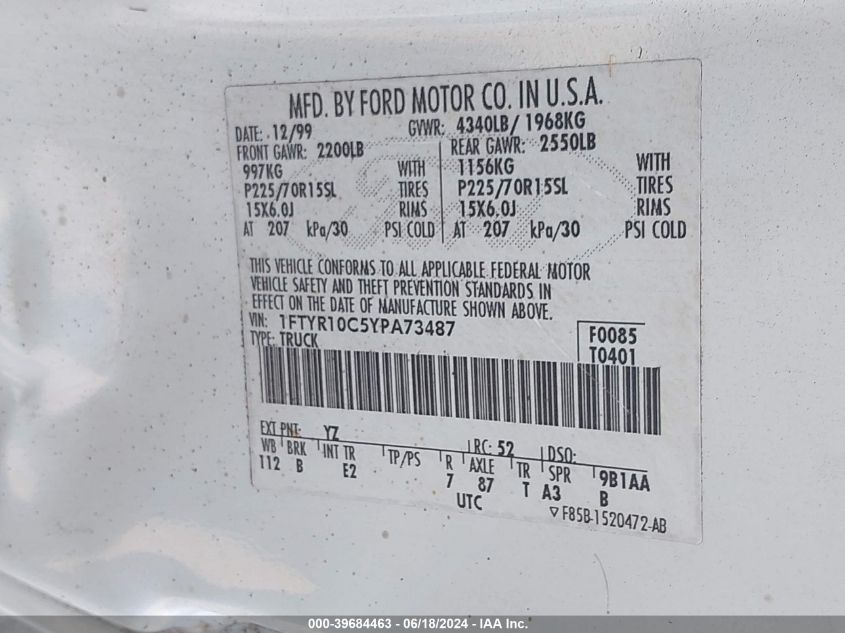 MFD. BY FORD MOTOR CO. IN U.S.A.
DATE: 12/99 GVWR: 4340LB/ 1968KG
FRONT GAWR: 2200LB REAR GAWR: 2550LB
997KG WITH 1156KG WITH
P225/70R15SL TIRES P225/70R15SL TIRES
15X6.0J RIMS 15X6.0J RIMS
AT 207 kPa/30 PSI COLD AT 207 kPa/30 PSI COLD
THIS VEHICLE CONFORMS TO ALL APPLICABLE FEDERAL MOTOR
VEHICLE SAFETY AND THEFT PREVENTION STANDARDS IN
EFFECT ON THE DATE OF MANUFACTURE SHOWN ABOVE.
VIN: 1FTYR10C5YPA73487 F0085
TYPE: TRUCK T0401
EXT PNT: YZ RC: 52 DSO:
WB BRK INT TR TP/PS R AXLE TR SPR 9B1AA
112 B E2 7 87 T A3 B
UTC ▽ F85B-1520472-AB
000-39684463 - 06/18/2024 - IAA Inc.